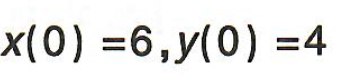 x(0) =6,y(0) =4